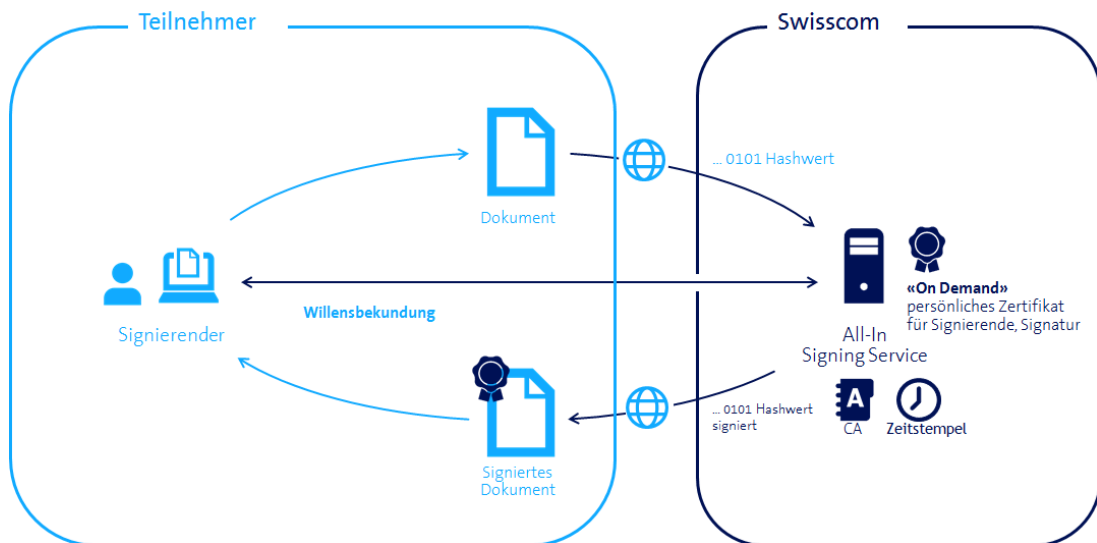 Teilnehmer
Swisscom
... 0101 Hashwert
Dokument
«On Demand»
persönliches Zertifikat
für Signierende, Signatur
Willensbekundung
Signierender
All-In
Signing Service
... 0101 Hashwert
signiert
A
CA
Zeitstempel
Signiertes
Dokument